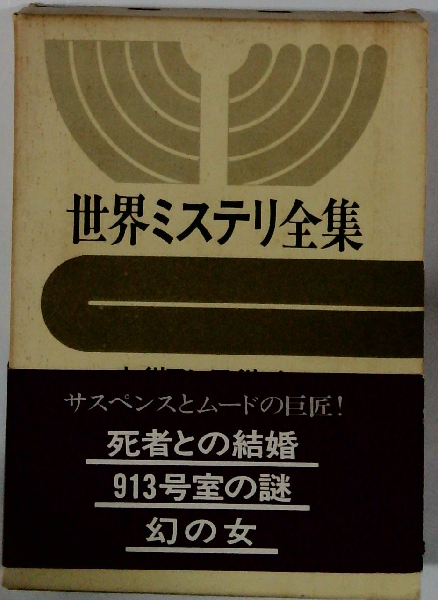 世界ミステリ全集
サスペンスとムードの巨匠!
死者との結婚
913号室の謎
幻の女